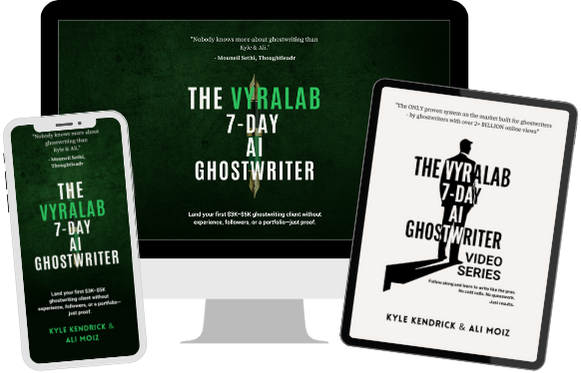 "Nobody knows more about ghostwriting than
Kyle & Ali."
- Mouneil Sethi, Thoughtleadr
THE VYRALAB
7-DAY
AI
GHOSTWRITER
Land your first $3K–$5K ghostwriting client without
experience, followers, or a portfolio—just proof.
"Nobody knows more about
ghostwriting than
Kyle & Ali."
- Mouneil Sethi,
Thoughtleadr
THE
VYRALAB
7-DAY
AI
GHOSTWRITER
Land your first $3K–$5K
ghostwriting client without
experience, followers, or a portfolio—
just proof.
KYLE KENDRICK &
ALI MOIZ
"The ONLY proven system on the market built for ghostwriters
- by ghostwriters with over 2+ BILLION online views"
THE VYRALAB
7-DAY
AI
GHOSTWRITER
VIDEO
SERIES
Follow along and learn to write like the pros.
No cold calls. No guesswork.
Just results.
KYLE KENDRICK & ALI MOIZ